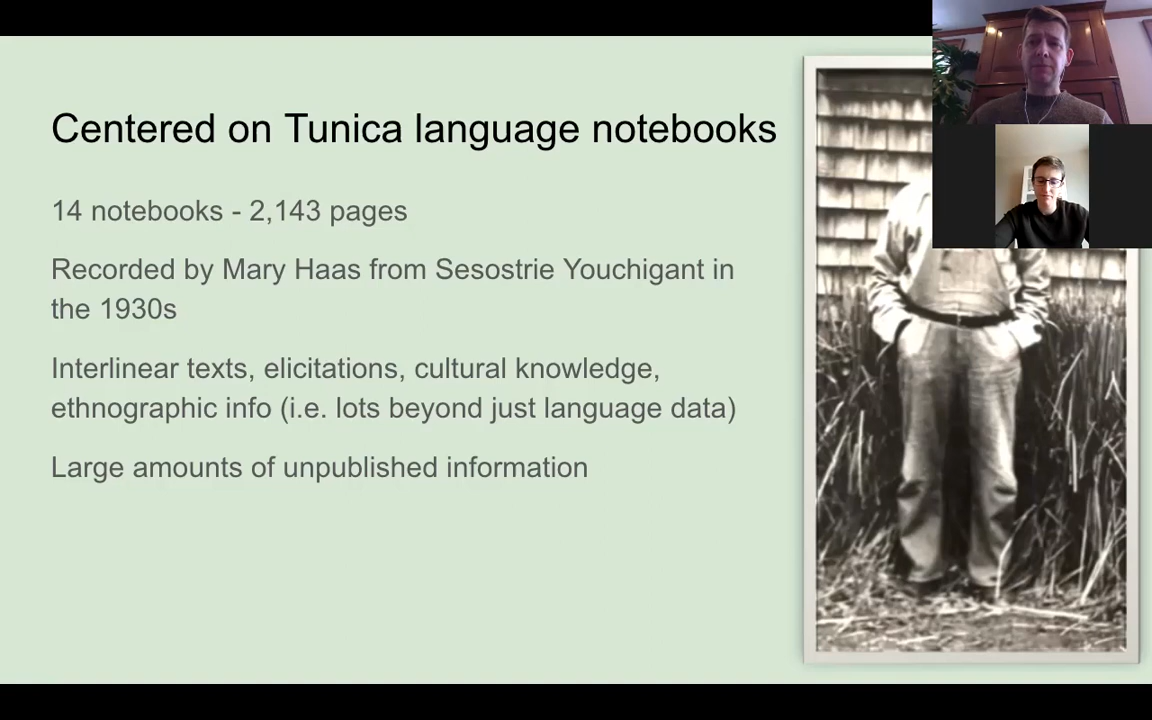 Centered on Tunica language notebooks
14 notebooks - 2,143 pages
Recorded by Mary Haas from Sesostrie Youchigant in
the 1930s
Interlinear texts, elicitations, cultural knowledge,
ethnographic info (i.e. lots beyond just language data)
Large amounts of unpublished information